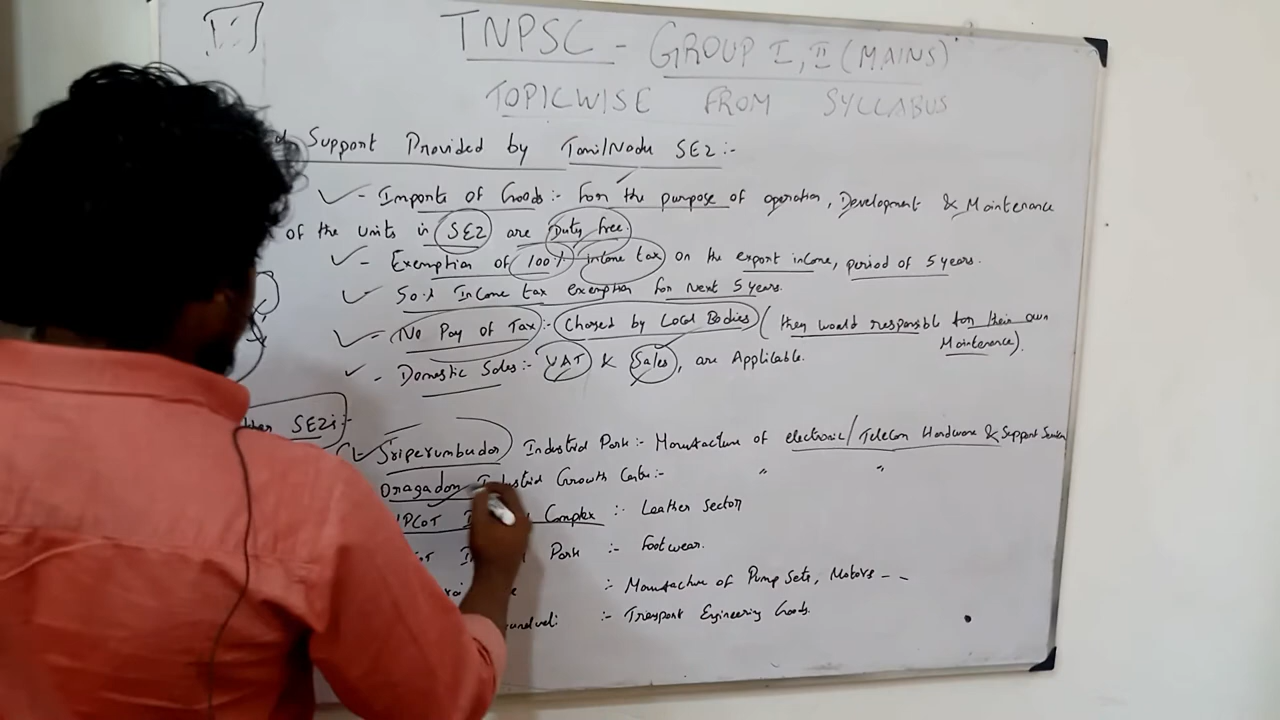 TNPSC - GROUP I, II (MAINS)
TOPICWISE FROM SYLLABUS
Support Provided by TamilNadu SEZ:-
- Imports of Goods:- For the purpose of operation, Development & Maintenance
of the units in SEZ are Duty free.
- Exemption of 100% income tax on the export income, period of 5 years.
50% Income tax exemption for next 5 years.
- No Pay of Tax:- Charged by Local Bodies (they would responsible for their own
Maintenance).
- Domestic Sales:- VAT & Sales, are Applicable.
SEZs:-
Sriperumbudar Industrial Park:- Manufacture of electronic/Telecon Hardware & Support Service
Oragadam Industrial Growth Centre:- " "
Complex :- Leather Sector
Park :- Footwear.
:- Manufacture of Pump Sets, Motors - -
:- Transport Engineering Goods.